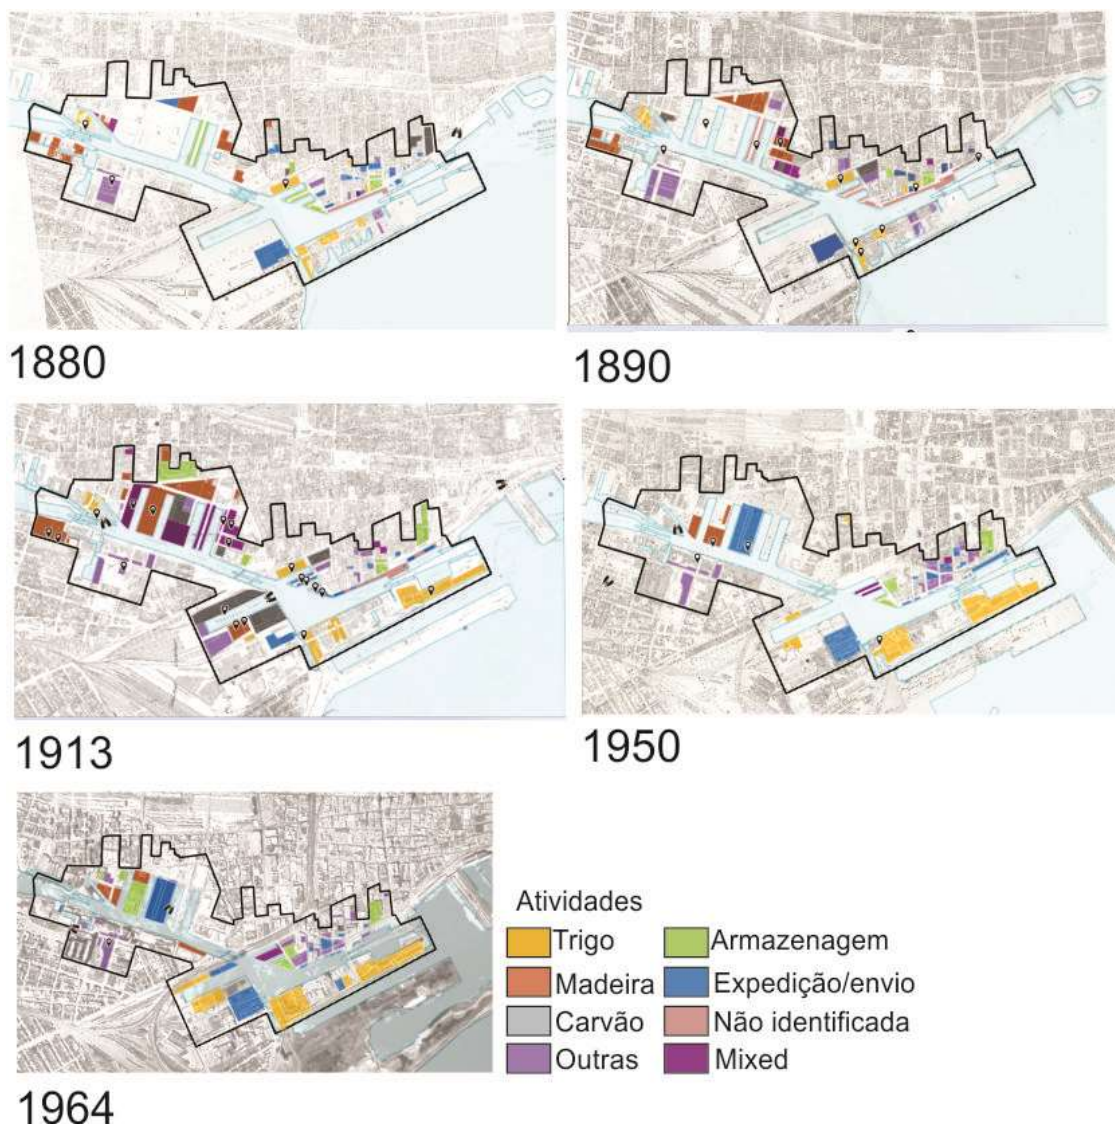 1880
1890
1913
1950
1964
Atividades
Trigo
Armazenagem
Madeira
Expedição/envio
Carvão
Não identificada
Outras
Mixed